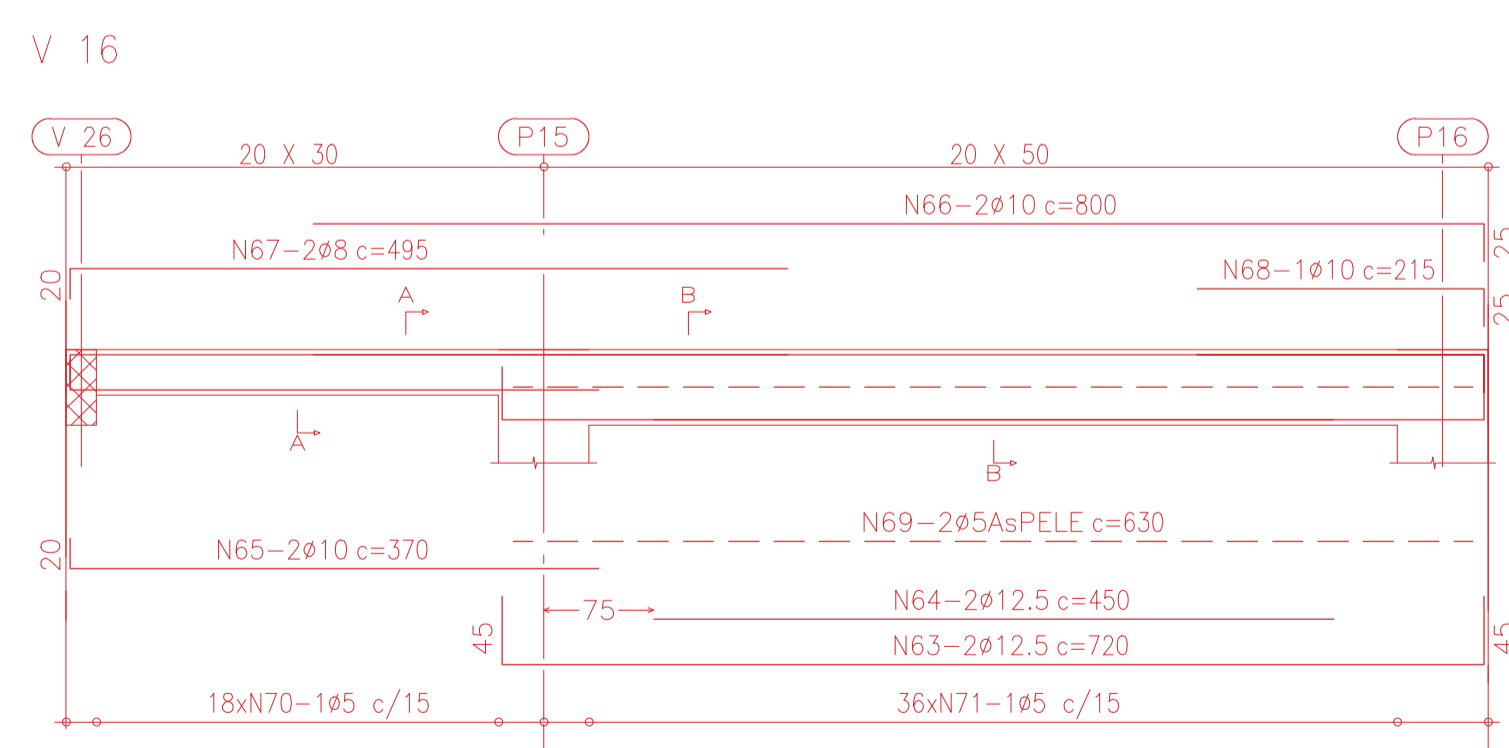 V 16
V 26 P15 P16
20 X 30 20 X 50
N66-2ø10 c=800
25
N67-2ø8 c=495
20
N68-1ø10 c=215
25
A B
A
B
N69-2ø5AsPELE c=630
20
N65-2ø10 c=370
75
N64-2ø12.5 c=450
45
N63-2ø12.5 c=720
45
18xN70-1ø5 c/15 36xN71-1ø5 c/15